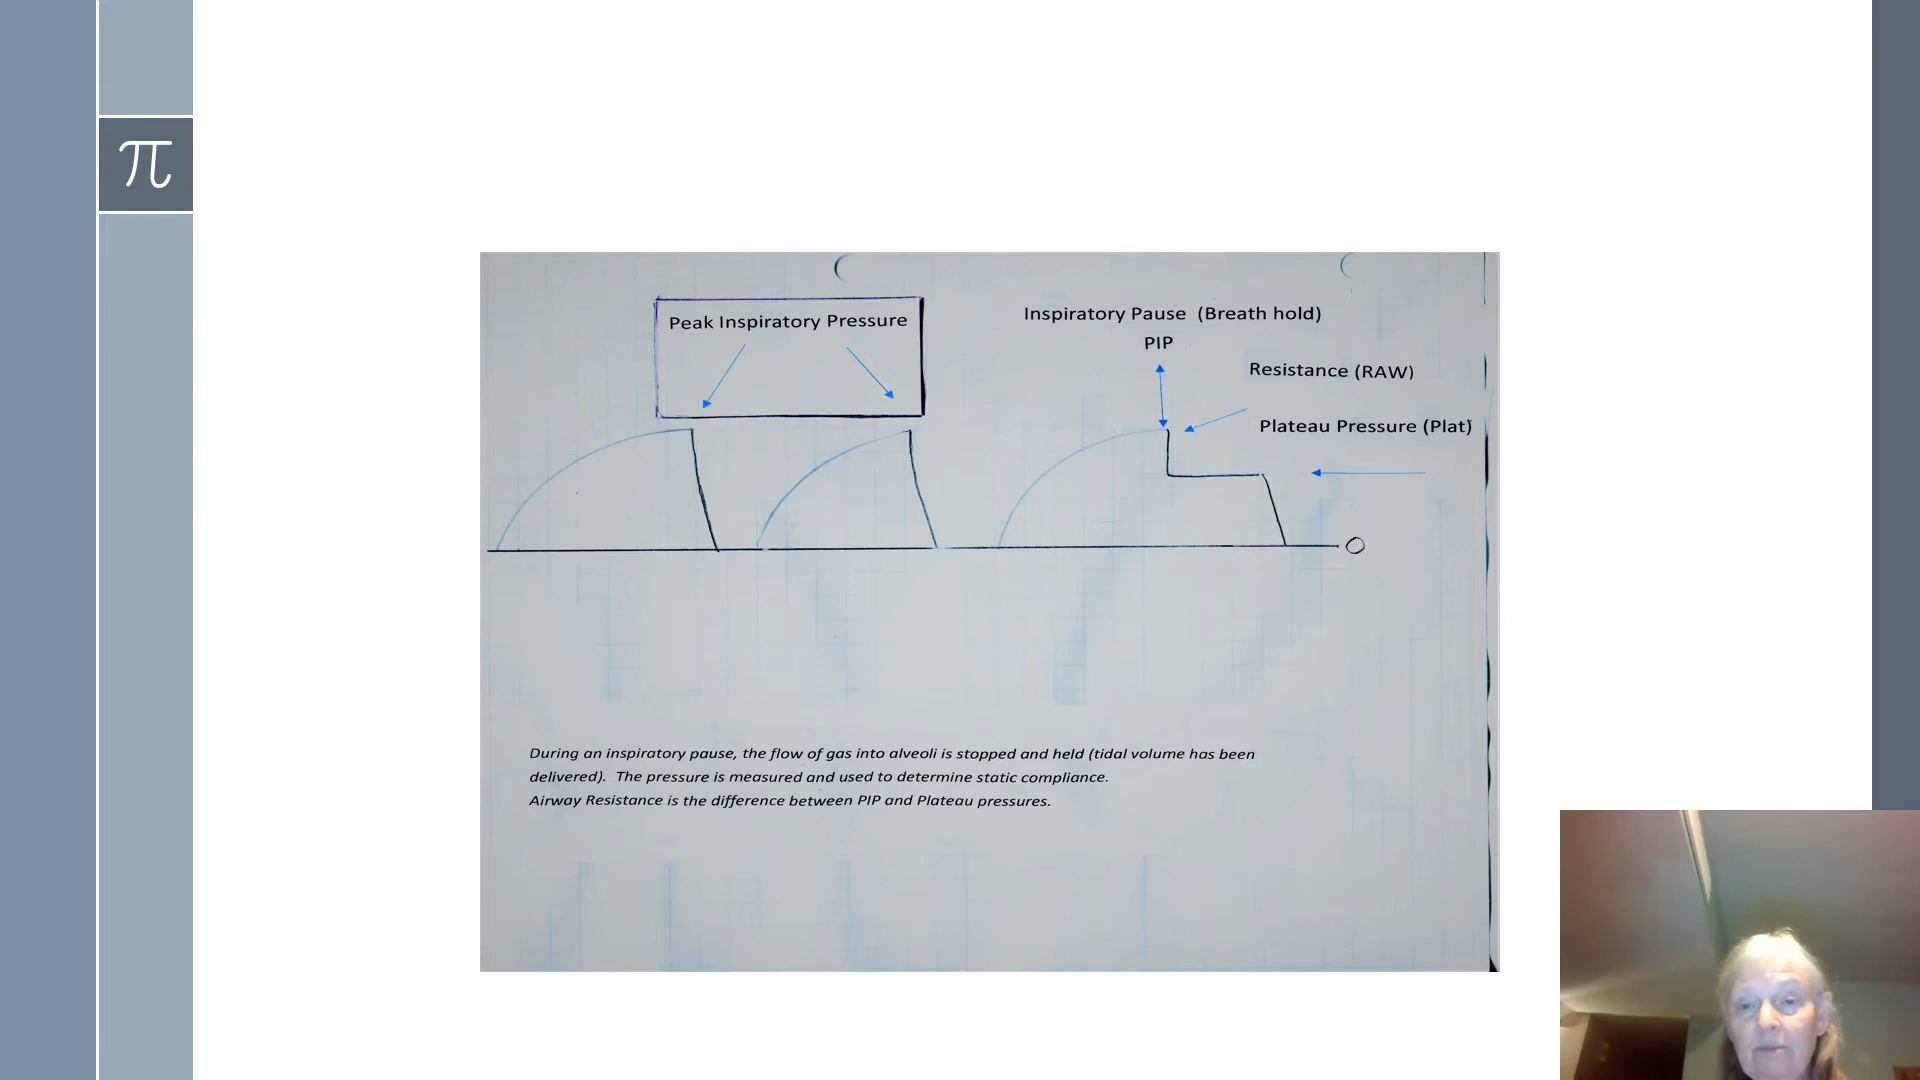 π
Peak Inspiratory Pressure
Inspiratory Pause (Breath hold)
PIP
Resistance (RAW)
Plateau Pressure (Plat)
O
During an inspiratory pause, the flow of gas into alveoli is stopped and held (tidal volume has been
delivered). The pressure is measured and used to determine static compliance.
Airway Resistance is the difference between PIP and Plateau pressures.